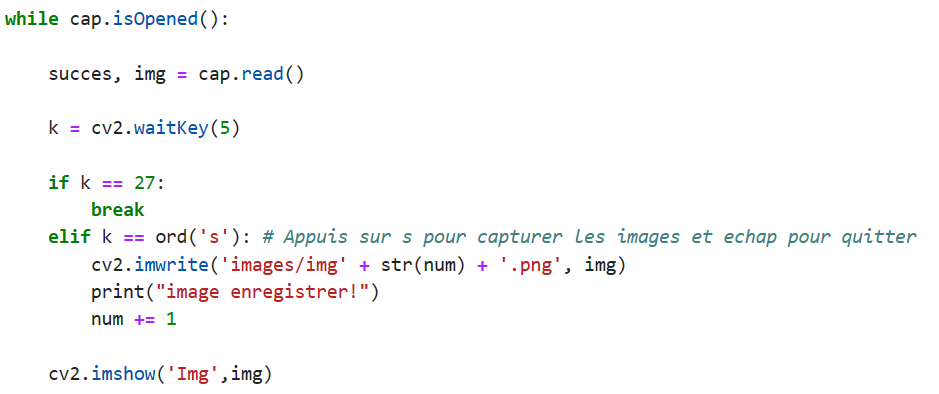 while cap.isOpened():
succes, img = cap.read()
k = cv2.waitKey(5)
if k == 27:
break
elif k == ord('s'): # Appuis sur s pour capturer les images et echap pour quitter
cv2.imwrite('images/img' + str(num) + '.png', img)
print("image enregistrer!")
num += 1
cv2.imshow('Img',img)